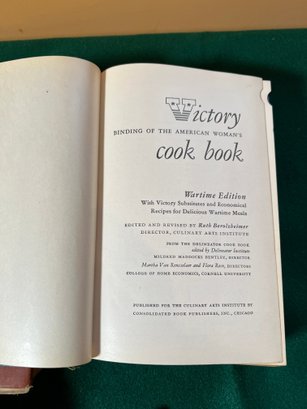 Victory
BINDING OF THE AMERICAN WOMAN'S
cook book
Wartime Edition
With Victory Substitutes and Economical
Recipes for Delicious Wartime Meals
EDITED AND REVISED BY Ruth Berolzheimer
DIRECTOR, CULINARY ARTS INSTITUTE
FROM THE DELINEATOR COOK BOOK
edited by Delineator Institute
MILDRED MADDOCKS BENTLEY, DIRECTOR
Martha Van Rensselaer and Flora Rose, DIRECTORS
COLLEGE OF HOME ECONOMICS, CORNELL UNIVERSITY
PUBLISHED FOR THE CULINARY ARTS INSTITUTE BY
CONSOLIDATED BOOK PUBLISHERS, INC., CHICAGO